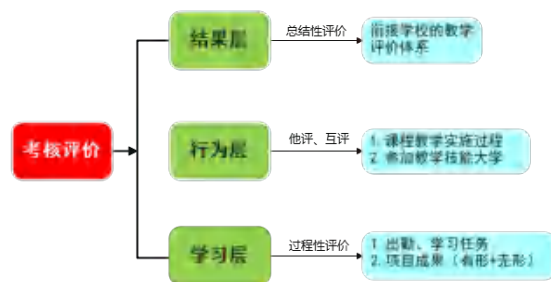 考核评价
结果层
总结性评价
衔接学校的教学
评价体系
行为层
他评、互评
1. 课程教学实施过程
2. 参加教学技能大学
学习层
过程性评价
1 出勤、学习任务
2. 项目成果（有形+无形）